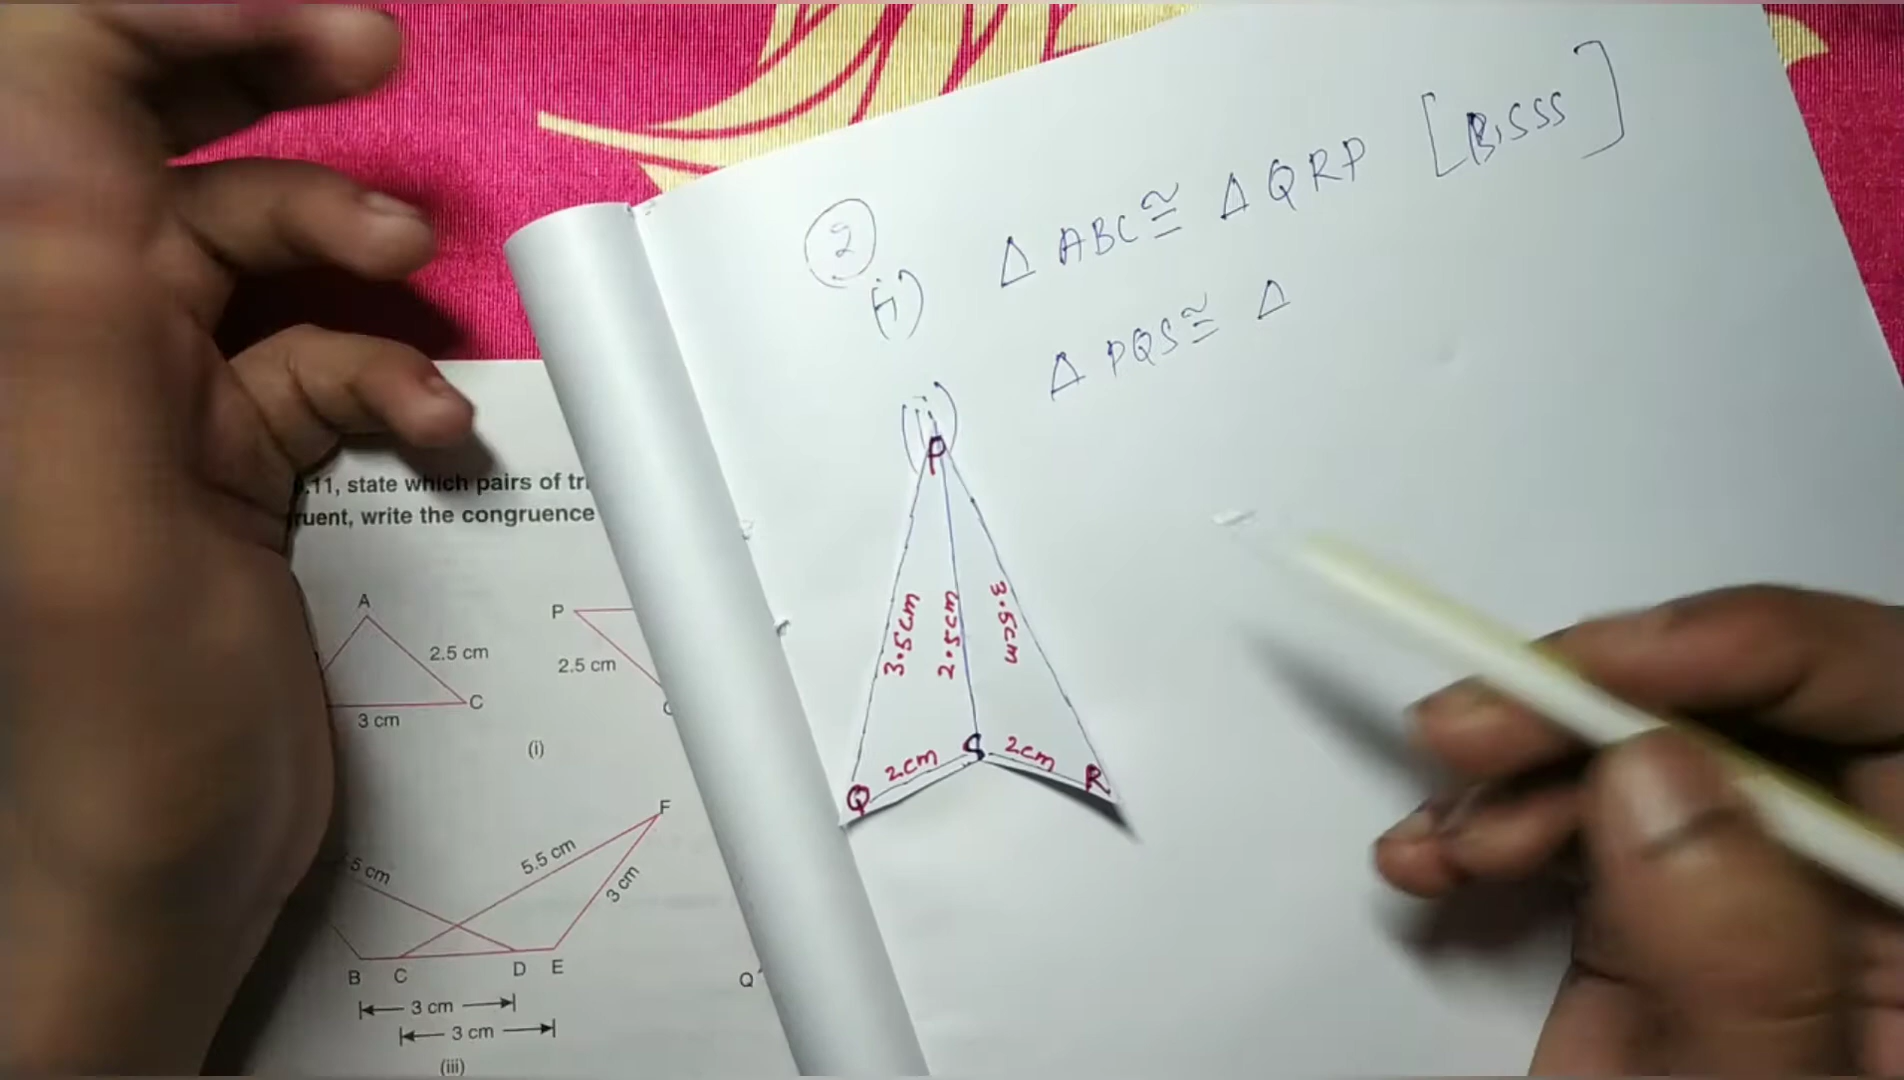 2
(i) △ ABC ≅ △ QRP [By SSS]
(ii) △ PQS ≅ △
P
3.5cm
2.5cm
3.5cm
2cm
S
2cm
Q
R
.11, state which pairs of tri
ruent, write the congruence
A
2.5 cm
C
3 cm
P
2.5 cm
(i)
F
5.5 cm
5 cm
3 cm
B C D E
3 cm
3 cm
(iii)
Q